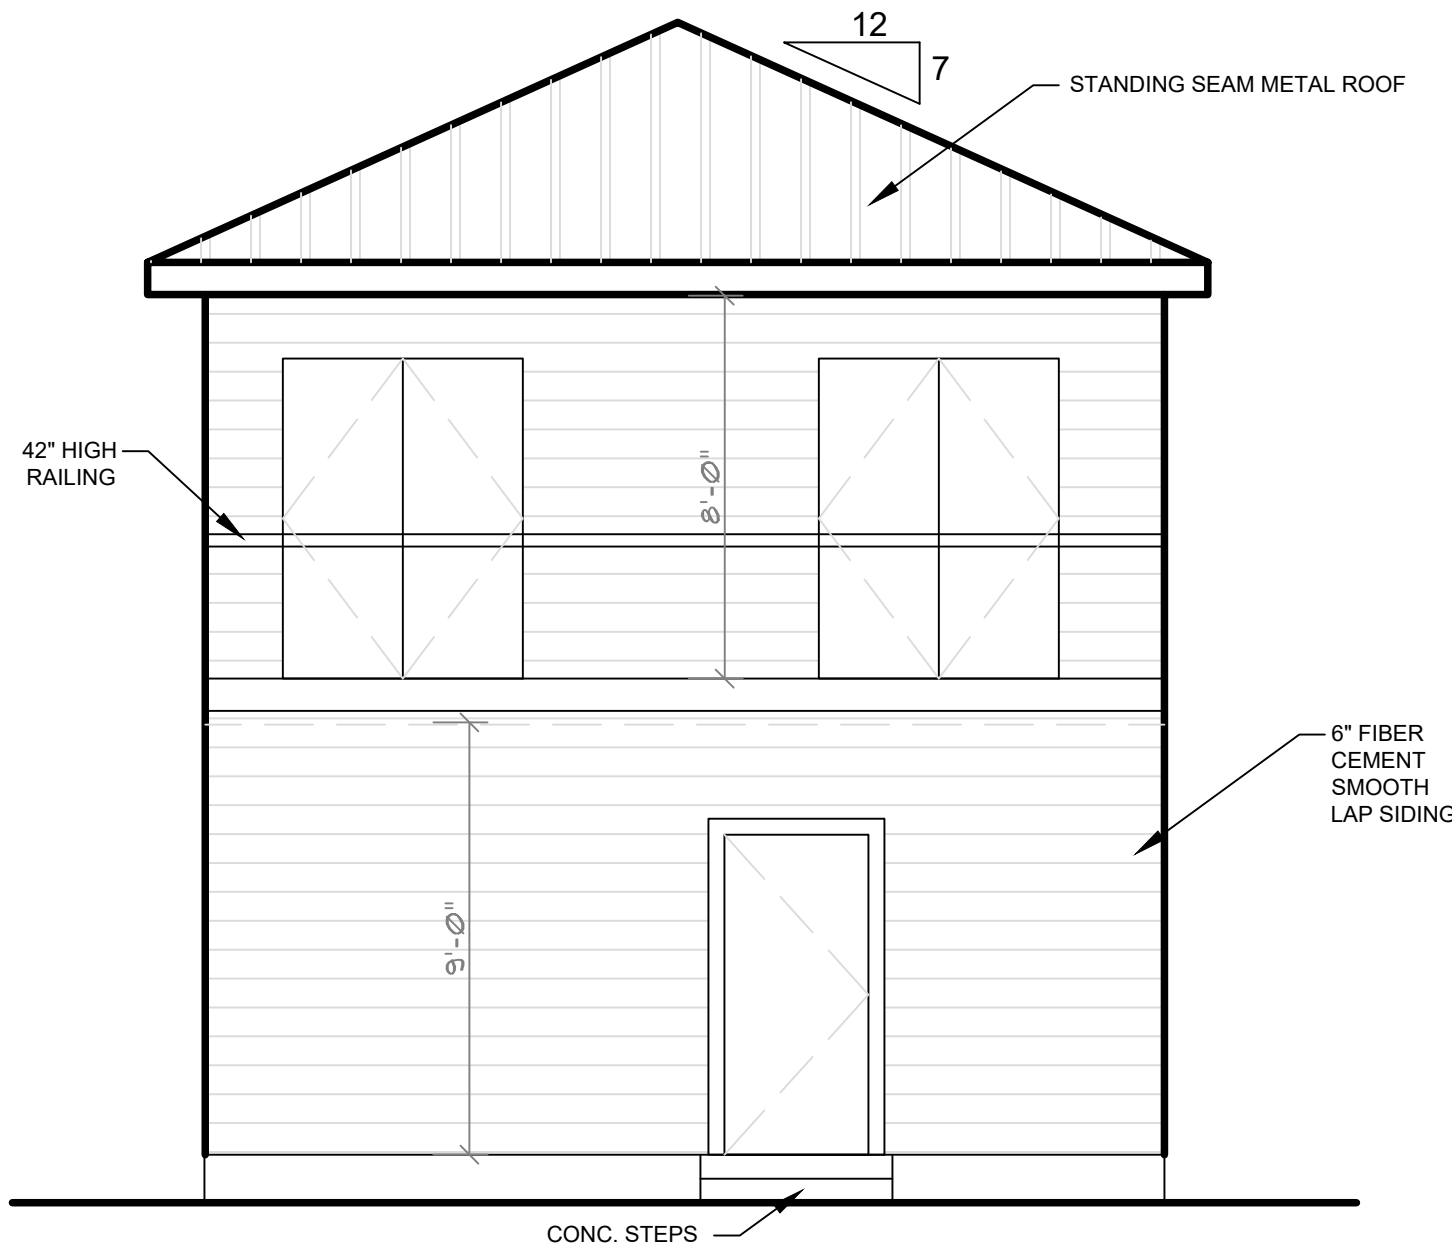 12
7
STANDING SEAM METAL ROOF
42" HIGH
RAILING
8'-0"
6" FIBER
CEMENT
SMOOTH
LAP SIDING
9'-0"
CONC. STEPS